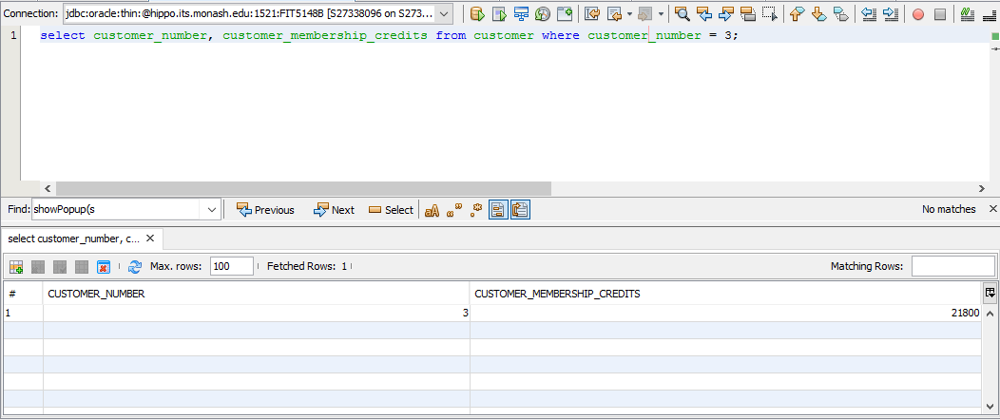 Connection: jdbc:oracle:thin:@hippo.its.monash.edu:1521:FIT5148B [S27338096 on S273...
1 select customer_number, customer_membership_credits from customer where customer_number = 3;
Find: showPopup(s Previous Next Select No matches
select customer_number, c...
Max. rows: 100 Fetched Rows: 1 Matching Rows:
# CUSTOMER_NUMBER CUSTOMER_MEMBERSHIP_CREDITS
1 3 21800